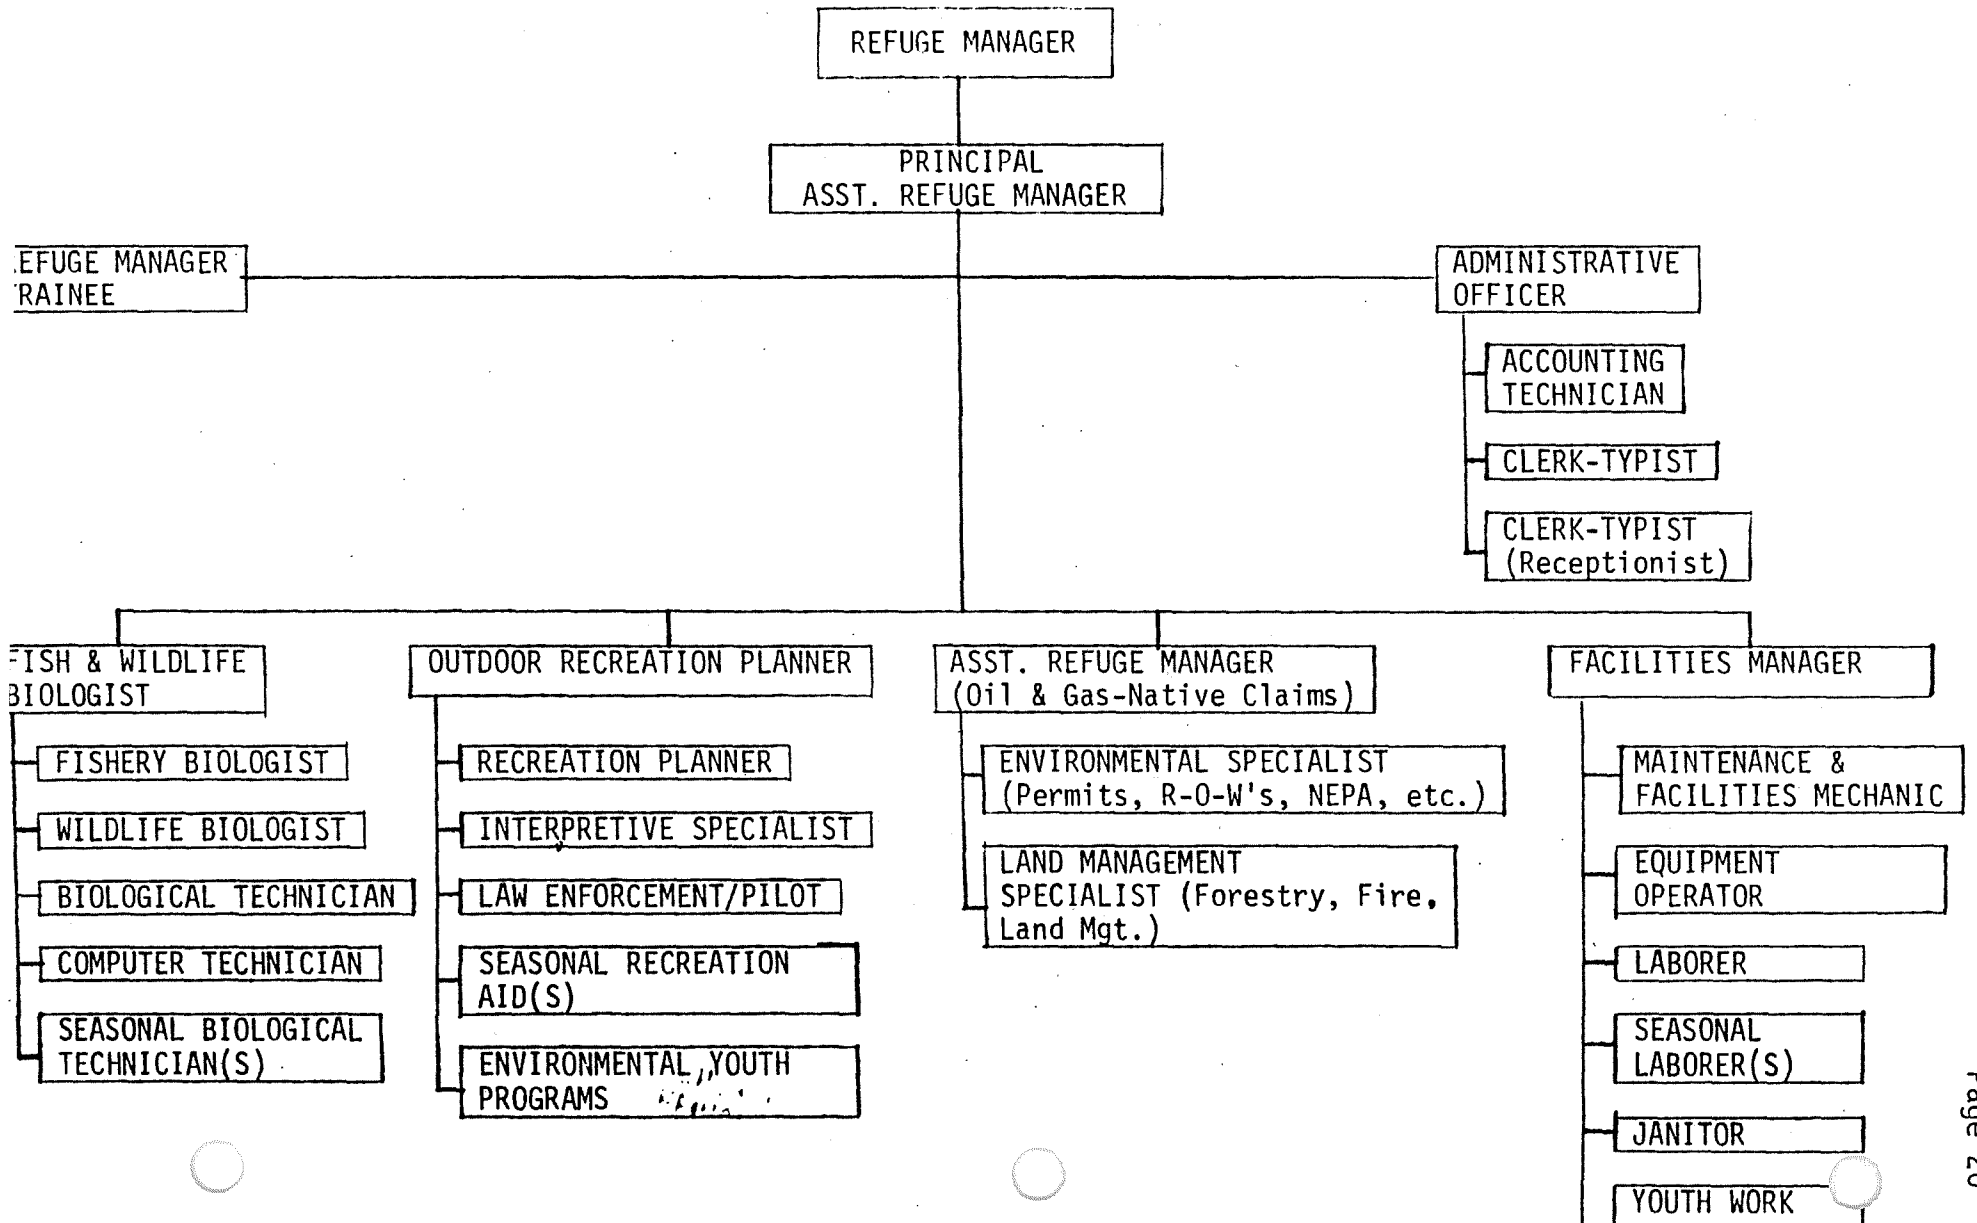 REFUGE MANAGER
PRINCIPAL
ASST. REFUGE MANAGER
EFUGE MANAGER
RAINEE
ADMINISTRATIVE
OFFICER
ACCOUNTING
TECHNICIAN
CLERK-TYPIST
CLERK-TYPIST
(Receptionist)
FISH & WILDLIFE
BIOLOGIST
FISHERY BIOLOGIST
WILDLIFE BIOLOGIST
BIOLOGICAL TECHNICIAN
COMPUTER TECHNICIAN
SEASONAL BIOLOGICAL
TECHNICIAN(S)
OUTDOOR RECREATION PLANNER
RECREATION PLANNER
INTERPRETIVE SPECIALIST
LAW ENFORCEMENT/PILOT
SEASONAL RECREATION
AID(S)
ENVIRONMENTAL, YOUTH
PROGRAMS
ASST. REFUGE MANAGER
(Oil & Gas-Native Claims)
ENVIRONMENTAL SPECIALIST
(Permits, R-O-W's, NEPA, etc.)
LAND MANAGEMENT
SPECIALIST (Forestry, Fire,
Land Mgt.)
FACILITIES MANAGER
MAINTENANCE &
FACILITIES MECHANIC
EQUIPMENT
OPERATOR
LABORER
SEASONAL
LABORER(S)
JANITOR
YOUTH WORK
Page